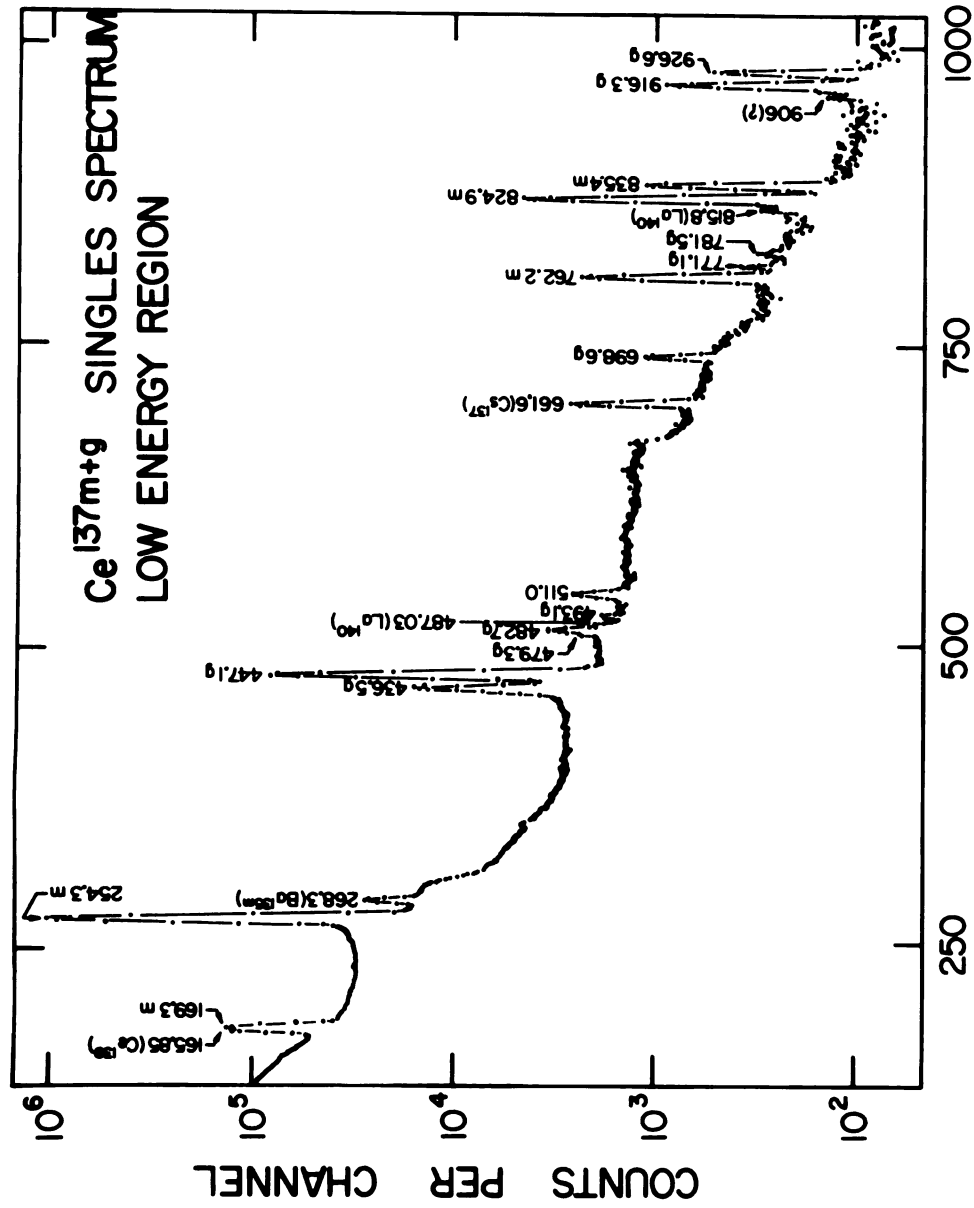 Ce137m+g SINGLES SPECTRUM
LOW ENERGY REGION
COUNTS PER CHANNEL
10⁶
10⁵
10⁴
10³
10²
250
500
750
1000
165.85 (Ce139)
169.3 m
254.3 m
268.3 (Ba135m)
436.5g
447.1g
479.3g
482.7g
487.03 (La140)
493.1g
511.0
661.6 (Cs137)
698.6g
762.2 m
771.1g
781.5g
815.8 (La140)
824.9 m
835.4 m
906(?)
916.3 g
926.6 g